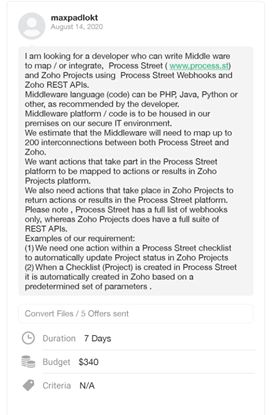 maxpadlokt
August 14, 2020
I am looking for a developer who can write Middle ware
to map / or integrate, Process Street ( www.process.st)
and Zoho Projects using Process Street Webhooks and
Zoho REST APIs.
Middleware language (code) can be PHP, Java, Python or
other, as recommended by the developer.
Middleware platform / code is to be housed in our
premises on our secure IT environment.
We estimate that the Middleware will need to map up to
200 interconnections between both Process Street and
Zoho.
We want actions that take part in the Process Street
platform to be mapped to actions or results in Zoho
Projects platform.
We also need actions that take place in Zoho Projects to
return actions or results in the Process Street platform.
Please note , Process Street has a full list of webhooks
only, whereas Zoho Projects does have a full suite of
REST APIs.
Examples of our requirement:
(1) We need one action within a Process Street checklist
to automatically update Project status in Zoho Projects
(2) When a Checklist (Project) is created in Process Street
it is automatically created in Zoho based on a
predetermined set of parameters .
Convert Files / 5 Offers sent
Duration 7 Days
Budget $340
Criteria N/A